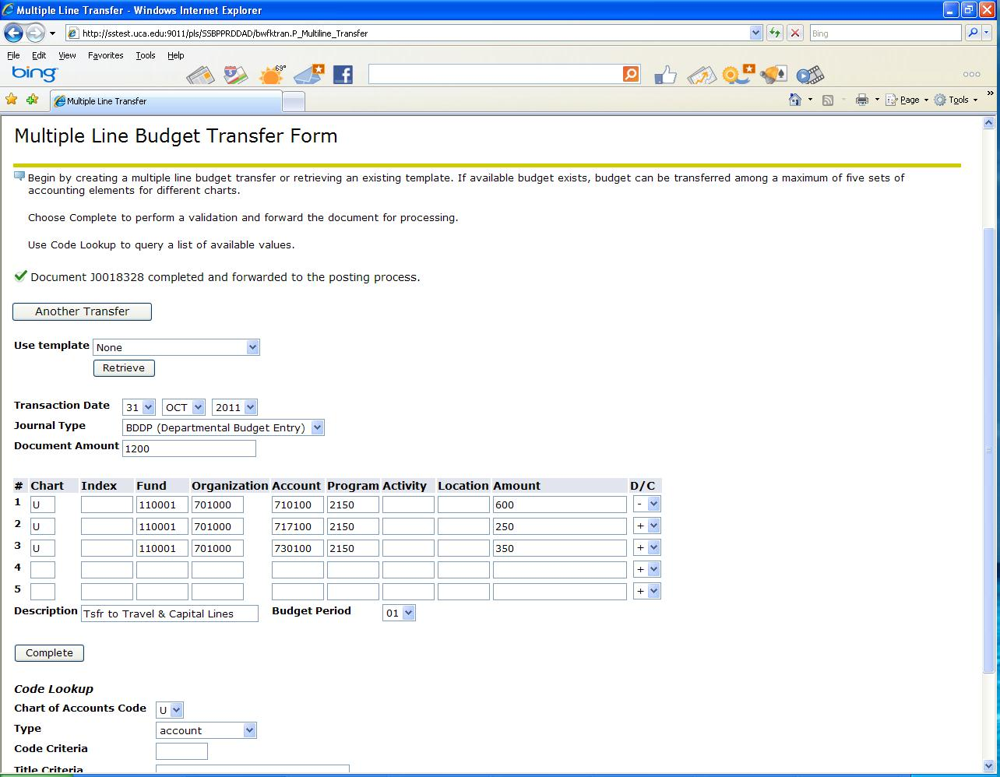 Multiple Line Transfer - Windows Internet Explorer
http://sstest.uca.edu:9011/pls/SSBPPRDDAD/bwfktran.P_Multiline_Transfer
Bing
File Edit View Favorites Tools Help
bing
69°
Multiple Line Transfer
Page Tools
Multiple Line Budget Transfer Form
Begin by creating a multiple line budget transfer or retrieving an existing template. If available budget exists, budget can be transferred among a maximum of five sets of
accounting elements for different charts.
Choose Complete to perform a validation and forward the document for processing.
Use Code Lookup to query a list of available values.
Document J0018328 completed and forwarded to the posting process.
Another Transfer
Use template None
Retrieve
Transaction Date 31 OCT 2011
Journal Type BDDP (Departmental Budget Entry)
Document Amount 1200
# Chart Index Fund Organization Account Program Activity Location Amount D/C
1 U 110001 701000 710100 2150 600 -
2 U 110001 701000 717100 2150 250 +
3 U 110001 701000 730100 2150 350 +
4 +
5 +
Description Tsfr to Travel & Capital Lines Budget Period 01
Complete
Code Lookup
Chart of Accounts Code U
Type account
Code Criteria
Title Criteria